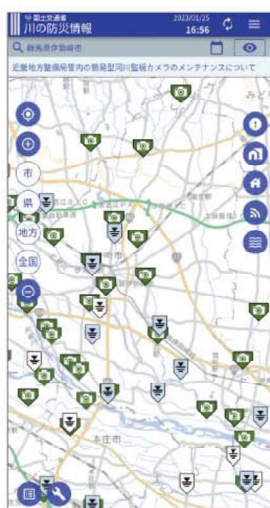 国土交通省
川の防災情報
2023/01/25
16:56
群馬県伊勢崎市
近畿地方整備局管内の簡易型河川監視カメラのメンテナンスについて
市
県
地方
全国
本庄市